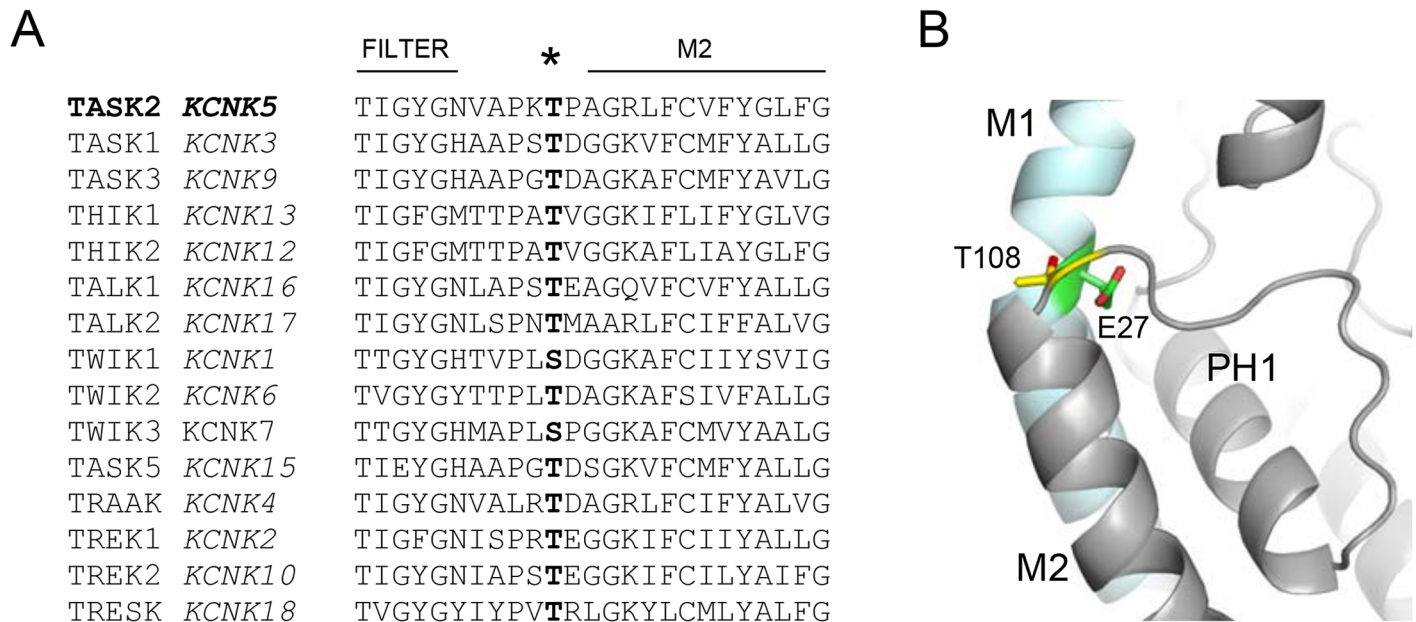 A
B
FILTER * M2
TASK2 KCNK5 TIGYGNVAPKTPAGRLFCVFYGLFG
TASK1 KCNK3 TIGYGHAAPSTDGGKVFCMFYALLG
TASK3 KCNK9 TIGYGHAAPGTDAGKAFCMFYAVLG
THIK1 KCNK13 TIGFGMTTPATVGGKIFLIFYGLVG
THIK2 KCNK12 TIGFGMTTPATVGGKAFLIAYGLFG
TALK1 KCNK16 TIGYGNLAPSTEAGQVFCVFYALLG
TALK2 KCNK17 TIGYGNLSPNTMAARLFCIFFALVG
TWIK1 KCNK1 TTGYGHTVPLSDGGKAFCIIYSVIG
TWIK2 KCNK6 TVGYGYTTPLTDAGKAFSIVFALLG
TWIK3 KCNK7 TTGYGHMAPLSPGGKAFCMVYAALG
TASK5 KCNK15 TIEYGHAAPGTDSGKVFCMFYALLG
TRAAK KCNK4 TIGYGNVALRTDAGRLFCIFYALVG
TREK1 KCNK2 TIGFGNISPRTEGGKIFCIIYALLG
TREK2 KCNK10 TIGYGNIAPSTEGGKIFCILYAIFG
TRESK KCNK18 TVGYGYIYPVTRLGKYLCMLYALFG
M1
T108
E27
PH1
M2